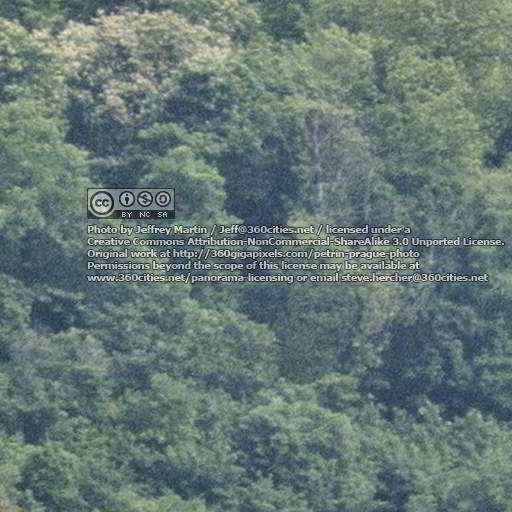 cc
BY NC SA
Photo by Jeffrey Martin / Jeff@360cities.net / licensed under a
Creative Commons Attribution-NonCommercial-ShareAlike 3.0 Unported License.
Original work at http://360gigapixels.com/petrin-prague-photo
Permissions beyond the scope of this license may be available at
www.360cities.net/panorama-licensing or email steve.hercher@360cities.net